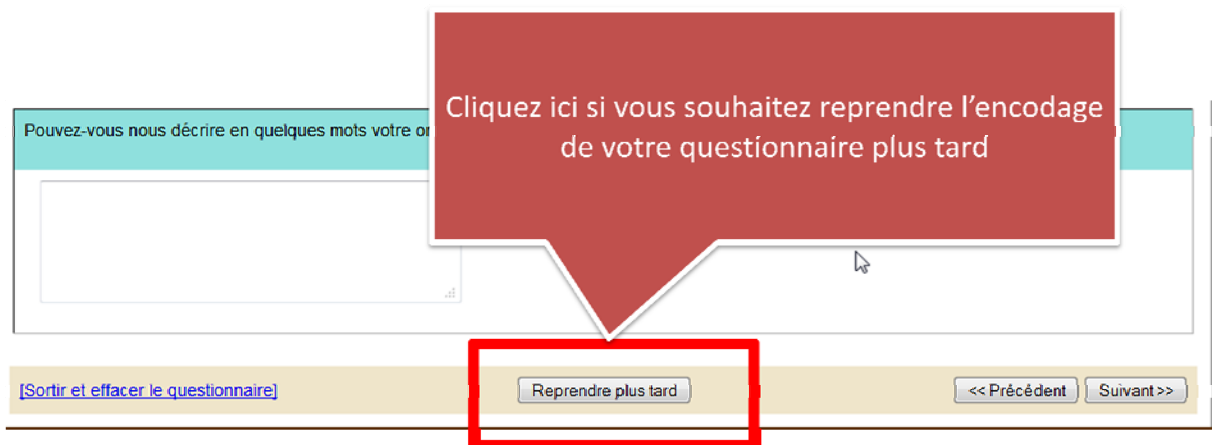 Cliquez ici si vous souhaitez reprendre l’encodage
de votre questionnaire plus tard
Pouvez-vous nous décrire en quelques mots votre
[Sortir et effacer le questionnaire]
Reprendre plus tard
<< Précédent
Suivant >>